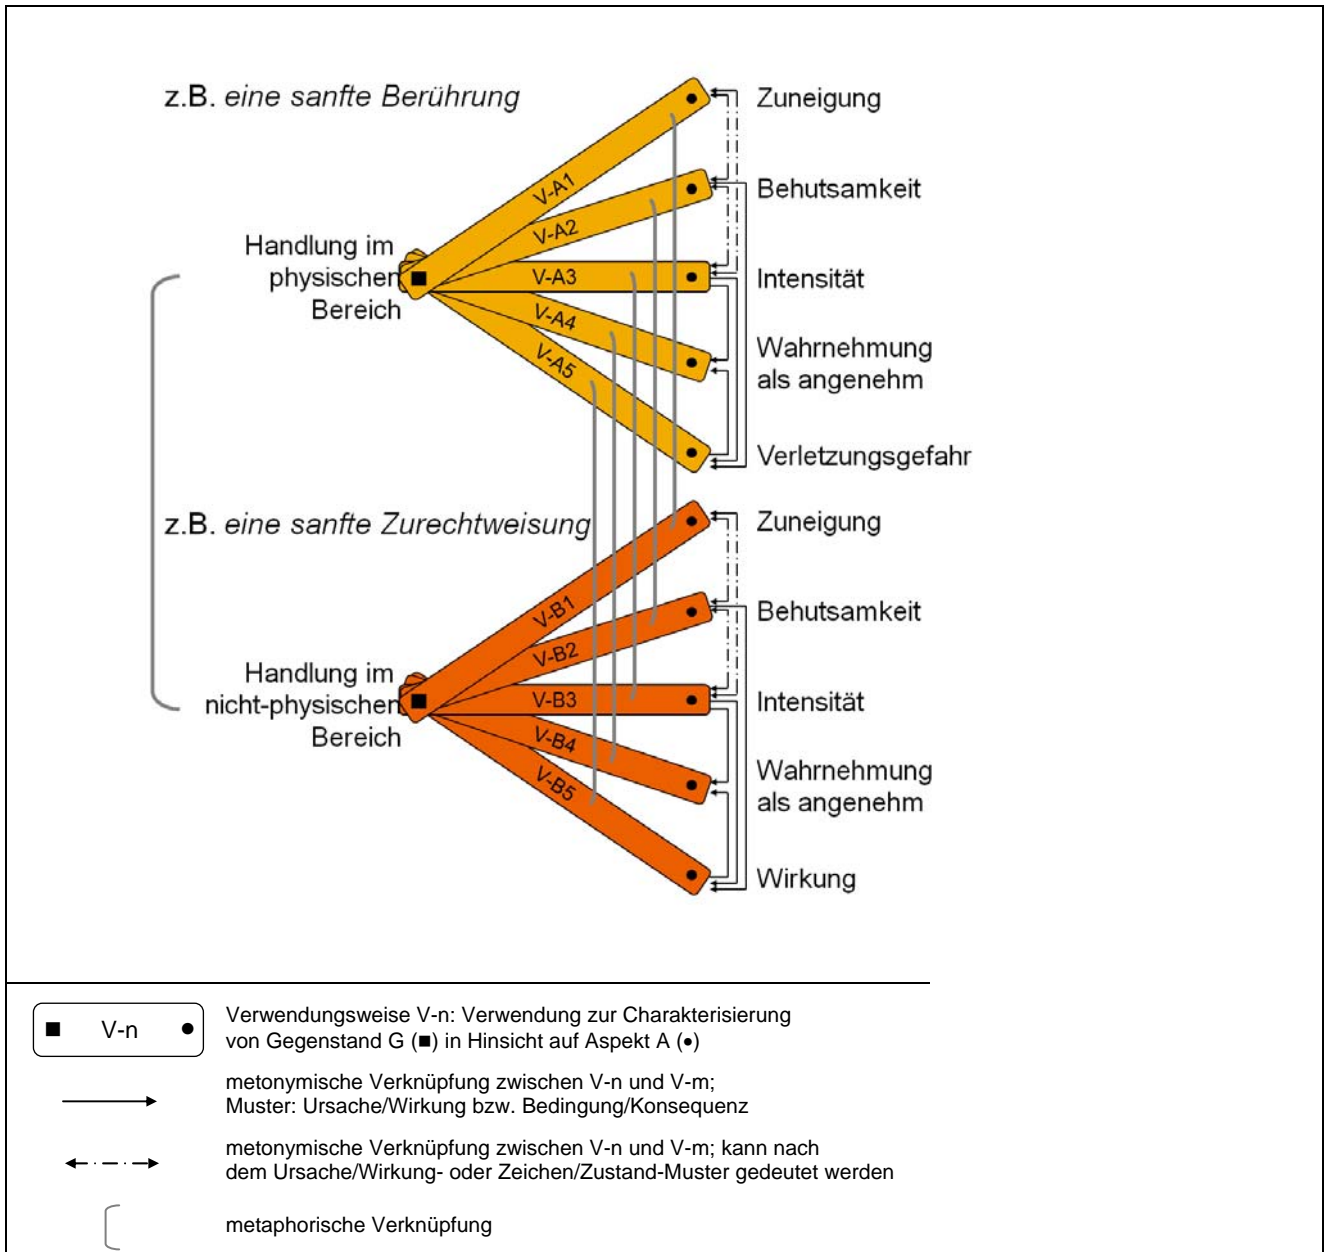 z.B. eine sanfte Berührung
Zuneigung
V-A1
Behutsamkeit
V-A2
Handlung im
physischen
Bereich
V-A3
Intensität
V-A4
Wahrnehmung
als angenehm
V-A5
Verletzungsgefahr
z.B. eine sanfte Zurechtweisung
Zuneigung
V-B1
Behutsamkeit
V-B2
Handlung im
nicht-physischen
Bereich
V-B3
Intensität
V-B4
Wahrnehmung
als angenehm
V-B5
Wirkung
■ V-n ●
Verwendungsweise V-n: Verwendung zur Charakterisierung
von Gegenstand G (■) in Hinsicht auf Aspekt A (●)
metonymische Verknüpfung zwischen V-n und V-m;
Muster: Ursache/Wirkung bzw. Bedingung/Konsequenz
metonymische Verknüpfung zwischen V-n und V-m; kann nach
dem Ursache/Wirkung- oder Zeichen/Zustand-Muster gedeutet werden
metaphorische Verknüpfung